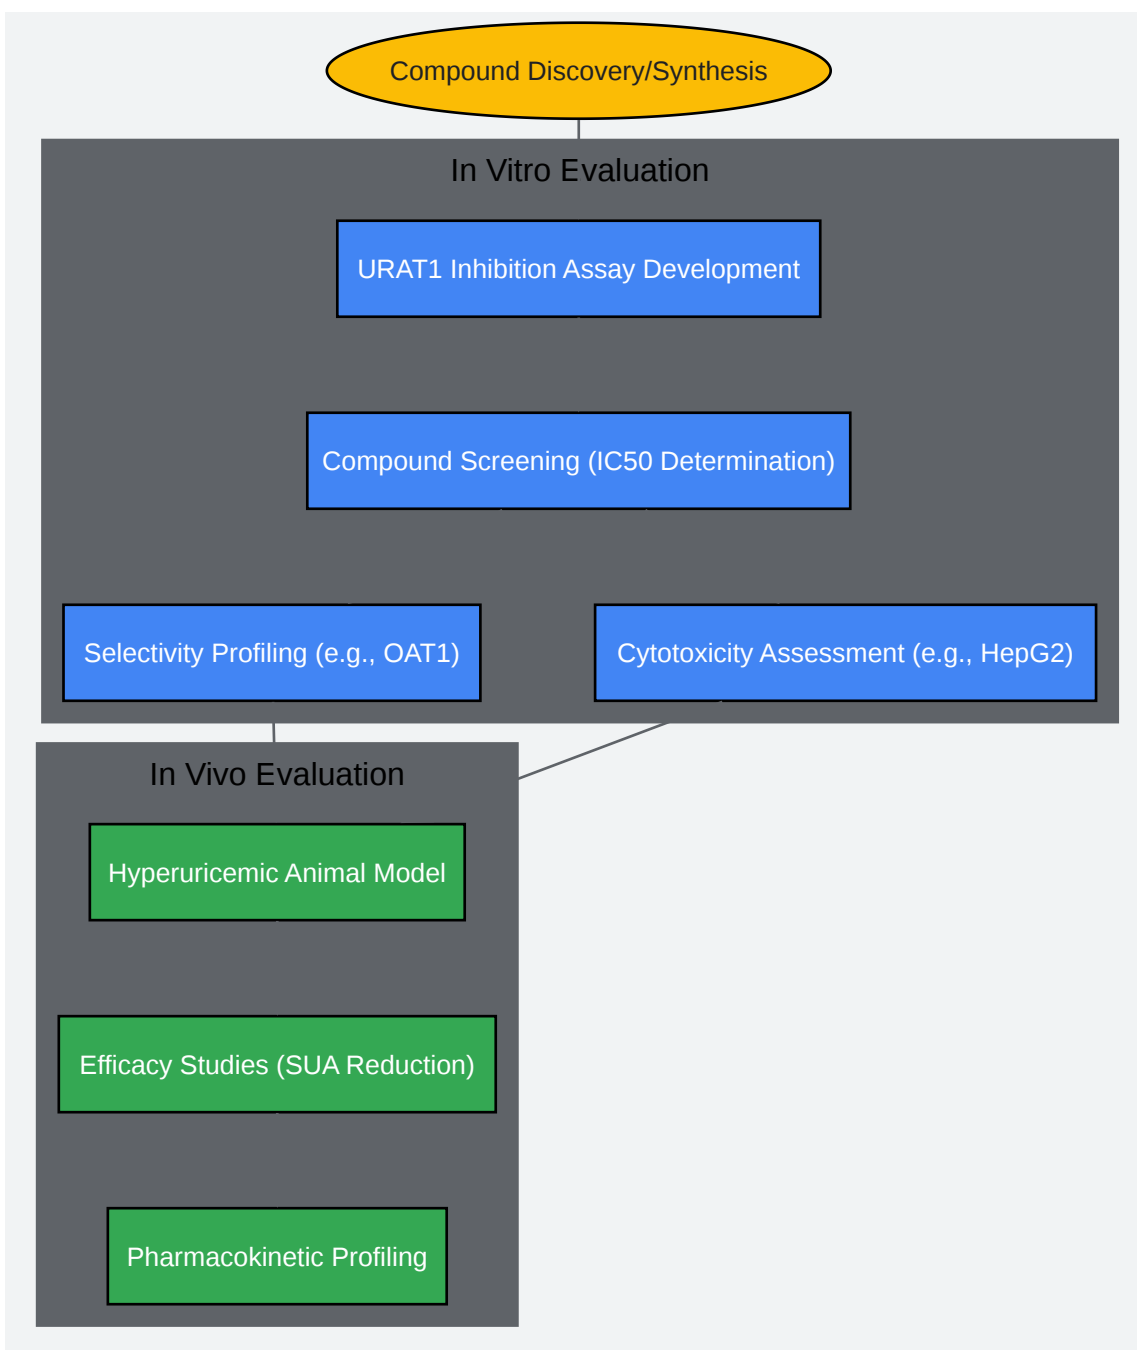 Compound Discovery/Synthesis
In Vitro Evaluation
URAT1 Inhibition Assay Development
Compound Screening (IC50 Determination)
Selectivity Profiling (e.g., OAT1)
Cytotoxicity Assessment (e.g., HepG2)
In Vivo Evaluation
Hyperuricemic Animal Model
Efficacy Studies (SUA Reduction)
Pharmacokinetic Profiling